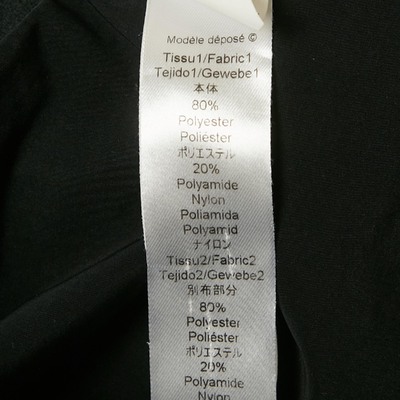 Modèle déposé ©
Tissu1/Fabric1
Tejido1/Gewebe1
本体
80%
Polyester
Poliéster
ポリエステル
20%
Polyamide
Nylon
Poliamida
Polyamid
ナイロン
Tissu2/Fabric2
Tejido2/Gewebe2
別布部分
80%
Polyester
Poliéster
ポリエステル
20%
Polyamide
Nylon